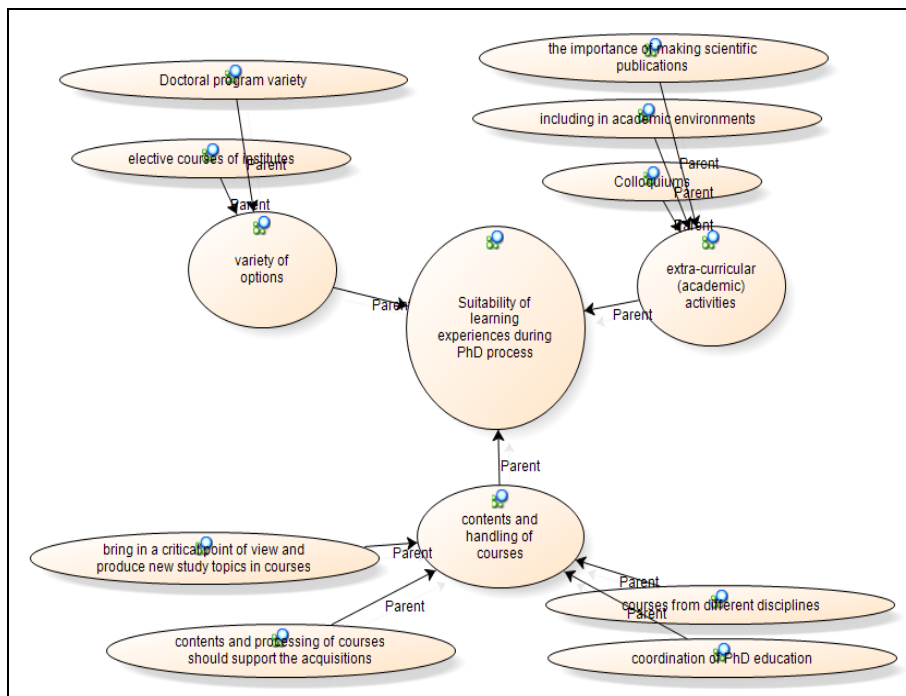 the importance of making scientific
publications
Doctoral program variety
including in academic environments
elective courses of institutes
Parent
Parent
Colloquiums
Parent
Parent
Parent
variety of
options
extra-curricular
(academic)
activities
Suitability of
learning
experiences during
PhD process
Parent
Parent
Parent
contents and
handling of
courses
bring in a critical point of view and
produce new study topics in courses
Parent
Parent
Parent
Parent
courses from different disciplines
contents and processing of courses
should support the acquisitions
coordination of PhD education